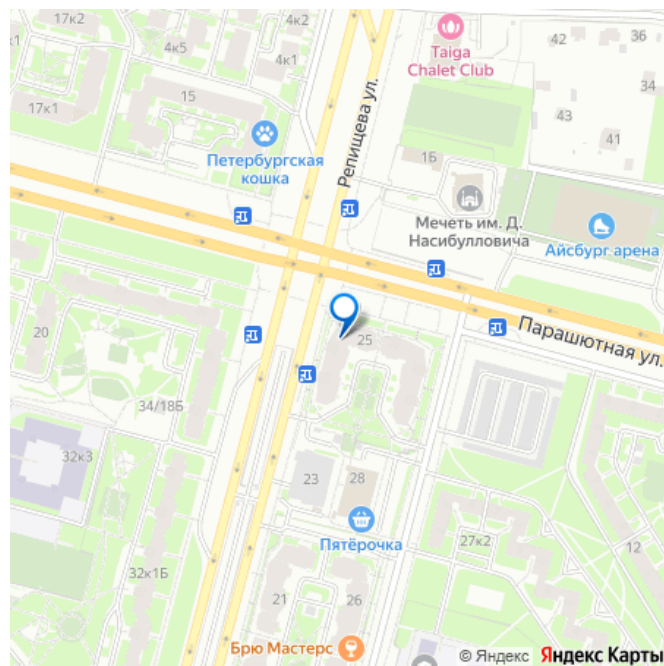 17к2
4к2
4к5
4к1
42
36
Taiga
Chalet Club
34
15
17к1
43
41
Репищева ул.
Петербургская
кошка
1Б
Мечеть им. Д.
Насибулловича
Айсбург арена
20
25
Парашютная ул.
34/18Б
32к3
23
28
Пятёрочка
27к2
12
32к1Б
21
26
Брю Мастерс
© Яндекс Яндекс Карты